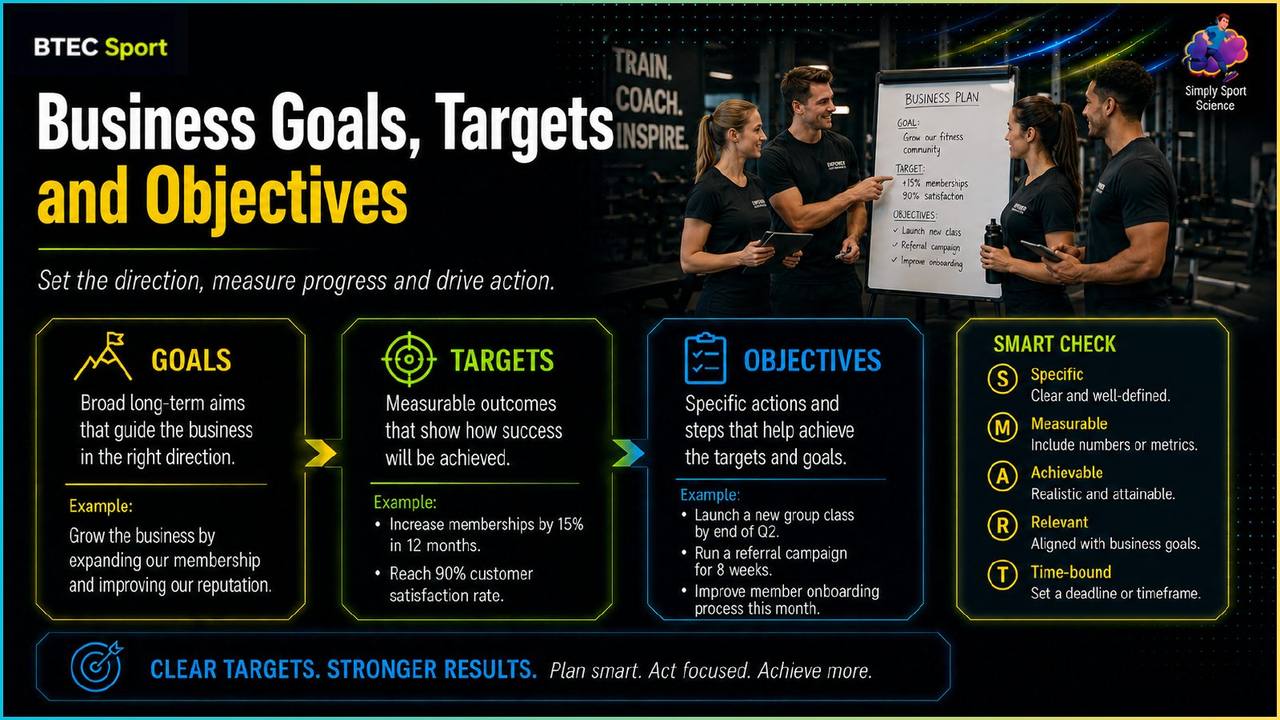 BTEC Sport
Business Goals, Targets
and Objectives
Set the direction, measure progress and drive action.
TRAIN.
COACH.
INSPIRE.
BUSINESS PLAN
GOAL:
Grow our fitness
community
TARGET:
+15% memberships
90% satisfaction
OBJECTIVES:
✓ Launch new class
✓ Referral campaign
✓ Improve onboarding
Simply Sport
Science
GOALS
Broad long-term aims
that guide the business
in the right direction.
Example:
Grow the business by
expanding our membership
and improving our reputation.
TARGETS
Measurable outcomes
that show how success
will be achieved.
Example:
• Increase memberships by 15%
in 12 months.
• Reach 90% customer
satisfaction rate.
OBJECTIVES
Specific actions and
steps that help achieve
the targets and goals.
Example:
• Launch a new group class
by end of Q2.
• Run a referral campaign
for 8 weeks.
• Improve member onboarding
process this month.
SMART CHECK
S Specific
Clear and well-defined.
M Measurable
Include numbers or metrics.
A Achievable
Realistic and attainable.
R Relevant
Aligned with business goals.
T Time-bound
Set a deadline or timeframe.
CLEAR TARGETS. STRONGER RESULTS. Plan smart. Act focused. Achieve more.